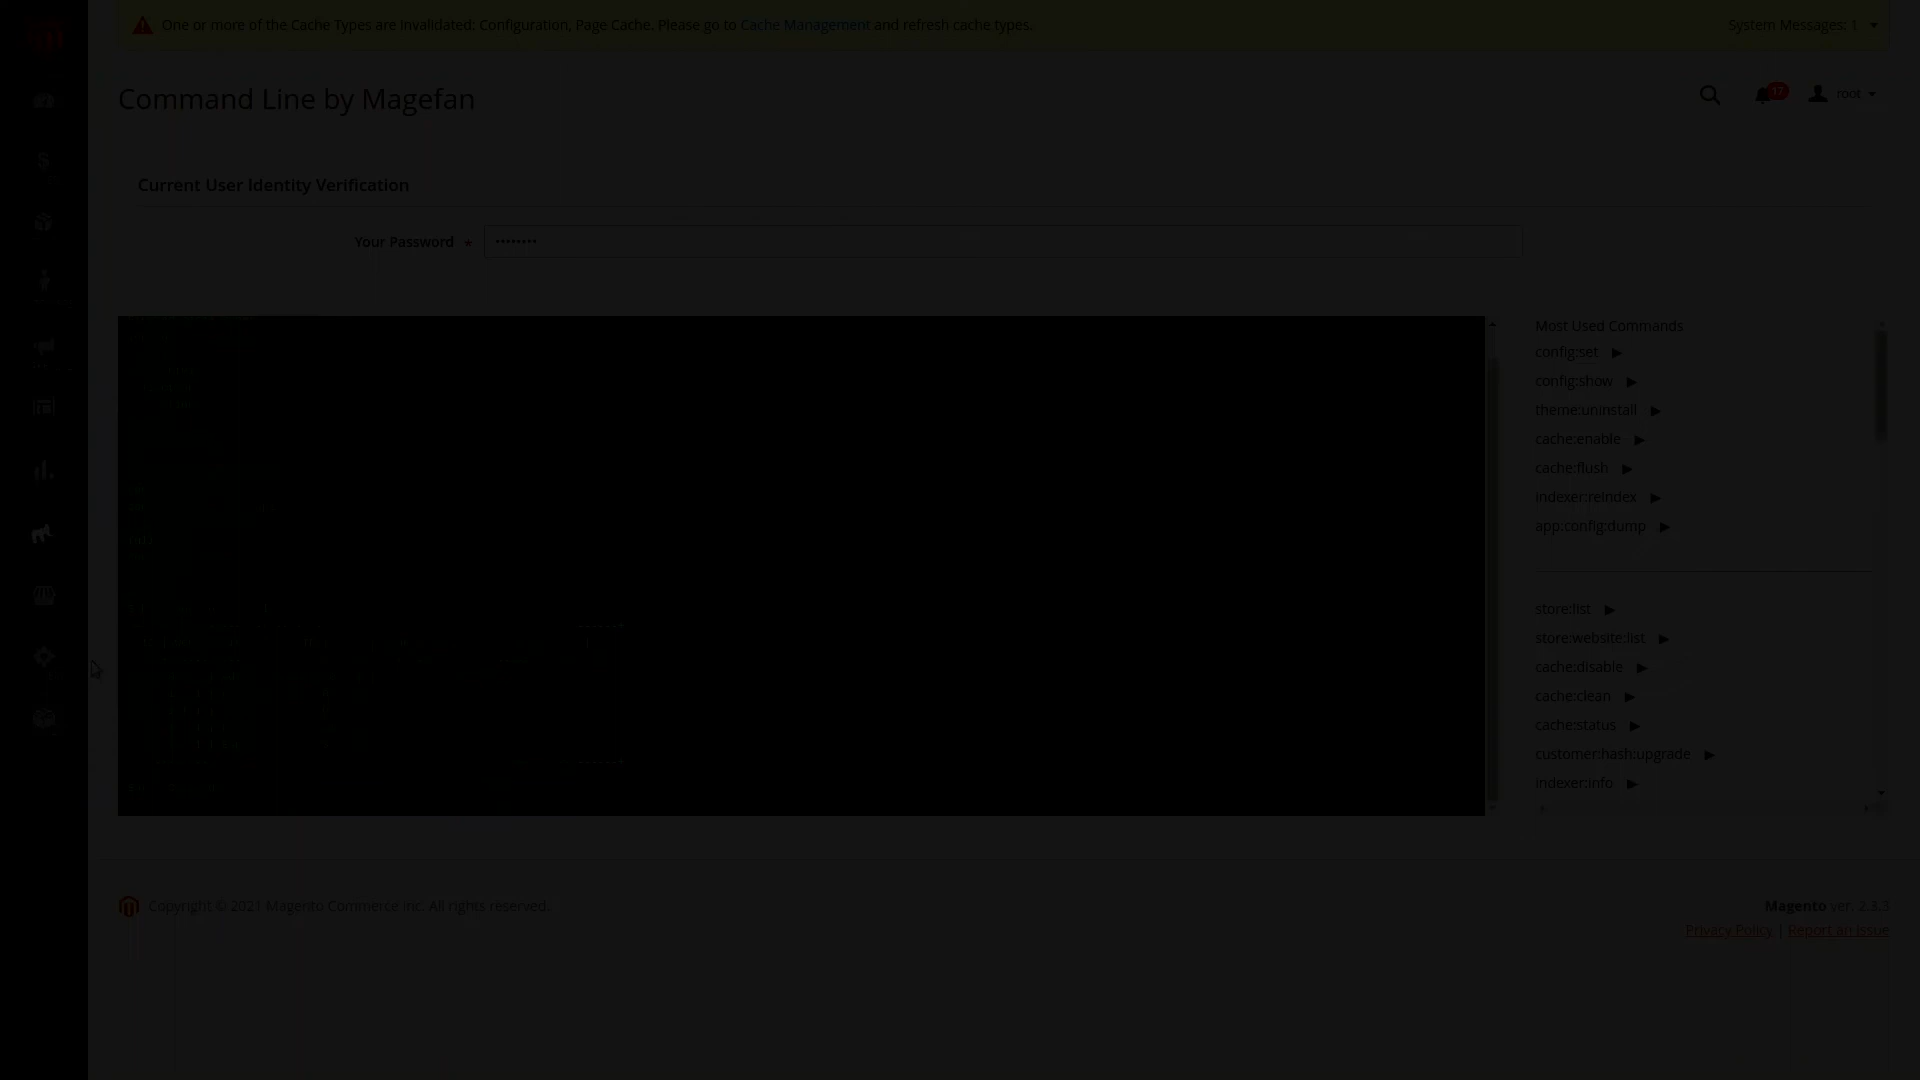 One or more of the Cache Types are invalidated: Configuration, Page Cache. Please go to Cache Management and refresh cache types.
System Messages: 1
Command Line by Magefan
17
root
Current User Identity Verification
Your Password *
Most Used Commands
config:set
config:show
theme:uninstall
cache:enable
cache:flush
indexer:reindex
app:config:dump
store:list
store:website:list
cache:disable
cache:clean
cache:status
customer:hash:upgrade
indexer:info
Copyright © 2021 Magento Commerce Inc. All rights reserved.
Magento ver. 2.3.3
Privacy Policy | Report an Issue